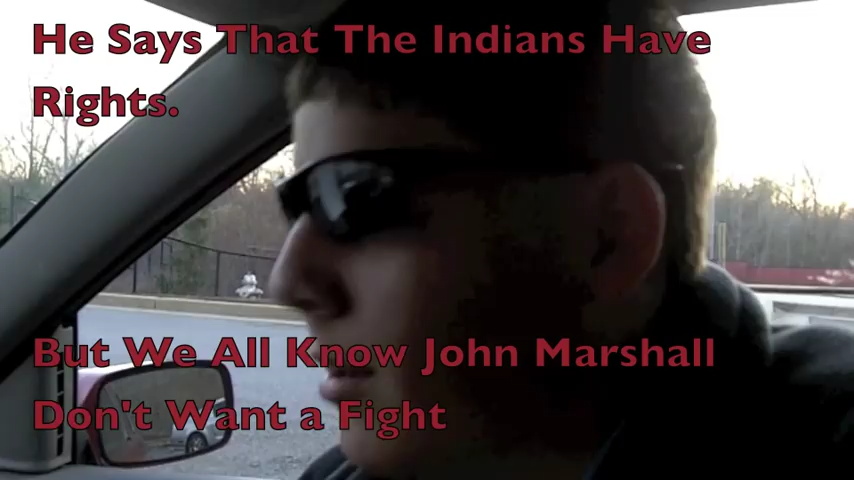 He Says That The Indians Have
Rights.
But We All Know John Marshall
Don't Want a Fight